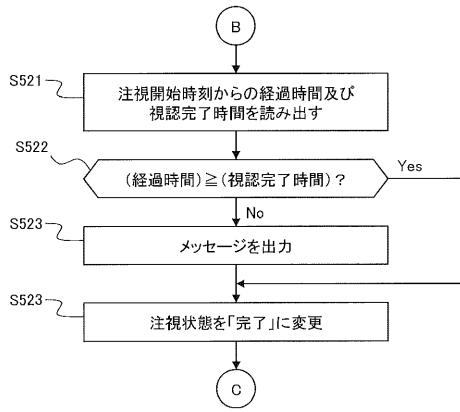 B
S521
注視開始時刻からの経過時間及び
視認完了時間を読み出す
S522
(経過時間)≧(視認完了時間)?
Yes
No
S523
メッセージを出力
S523
注視状態を「完了」に変更
C